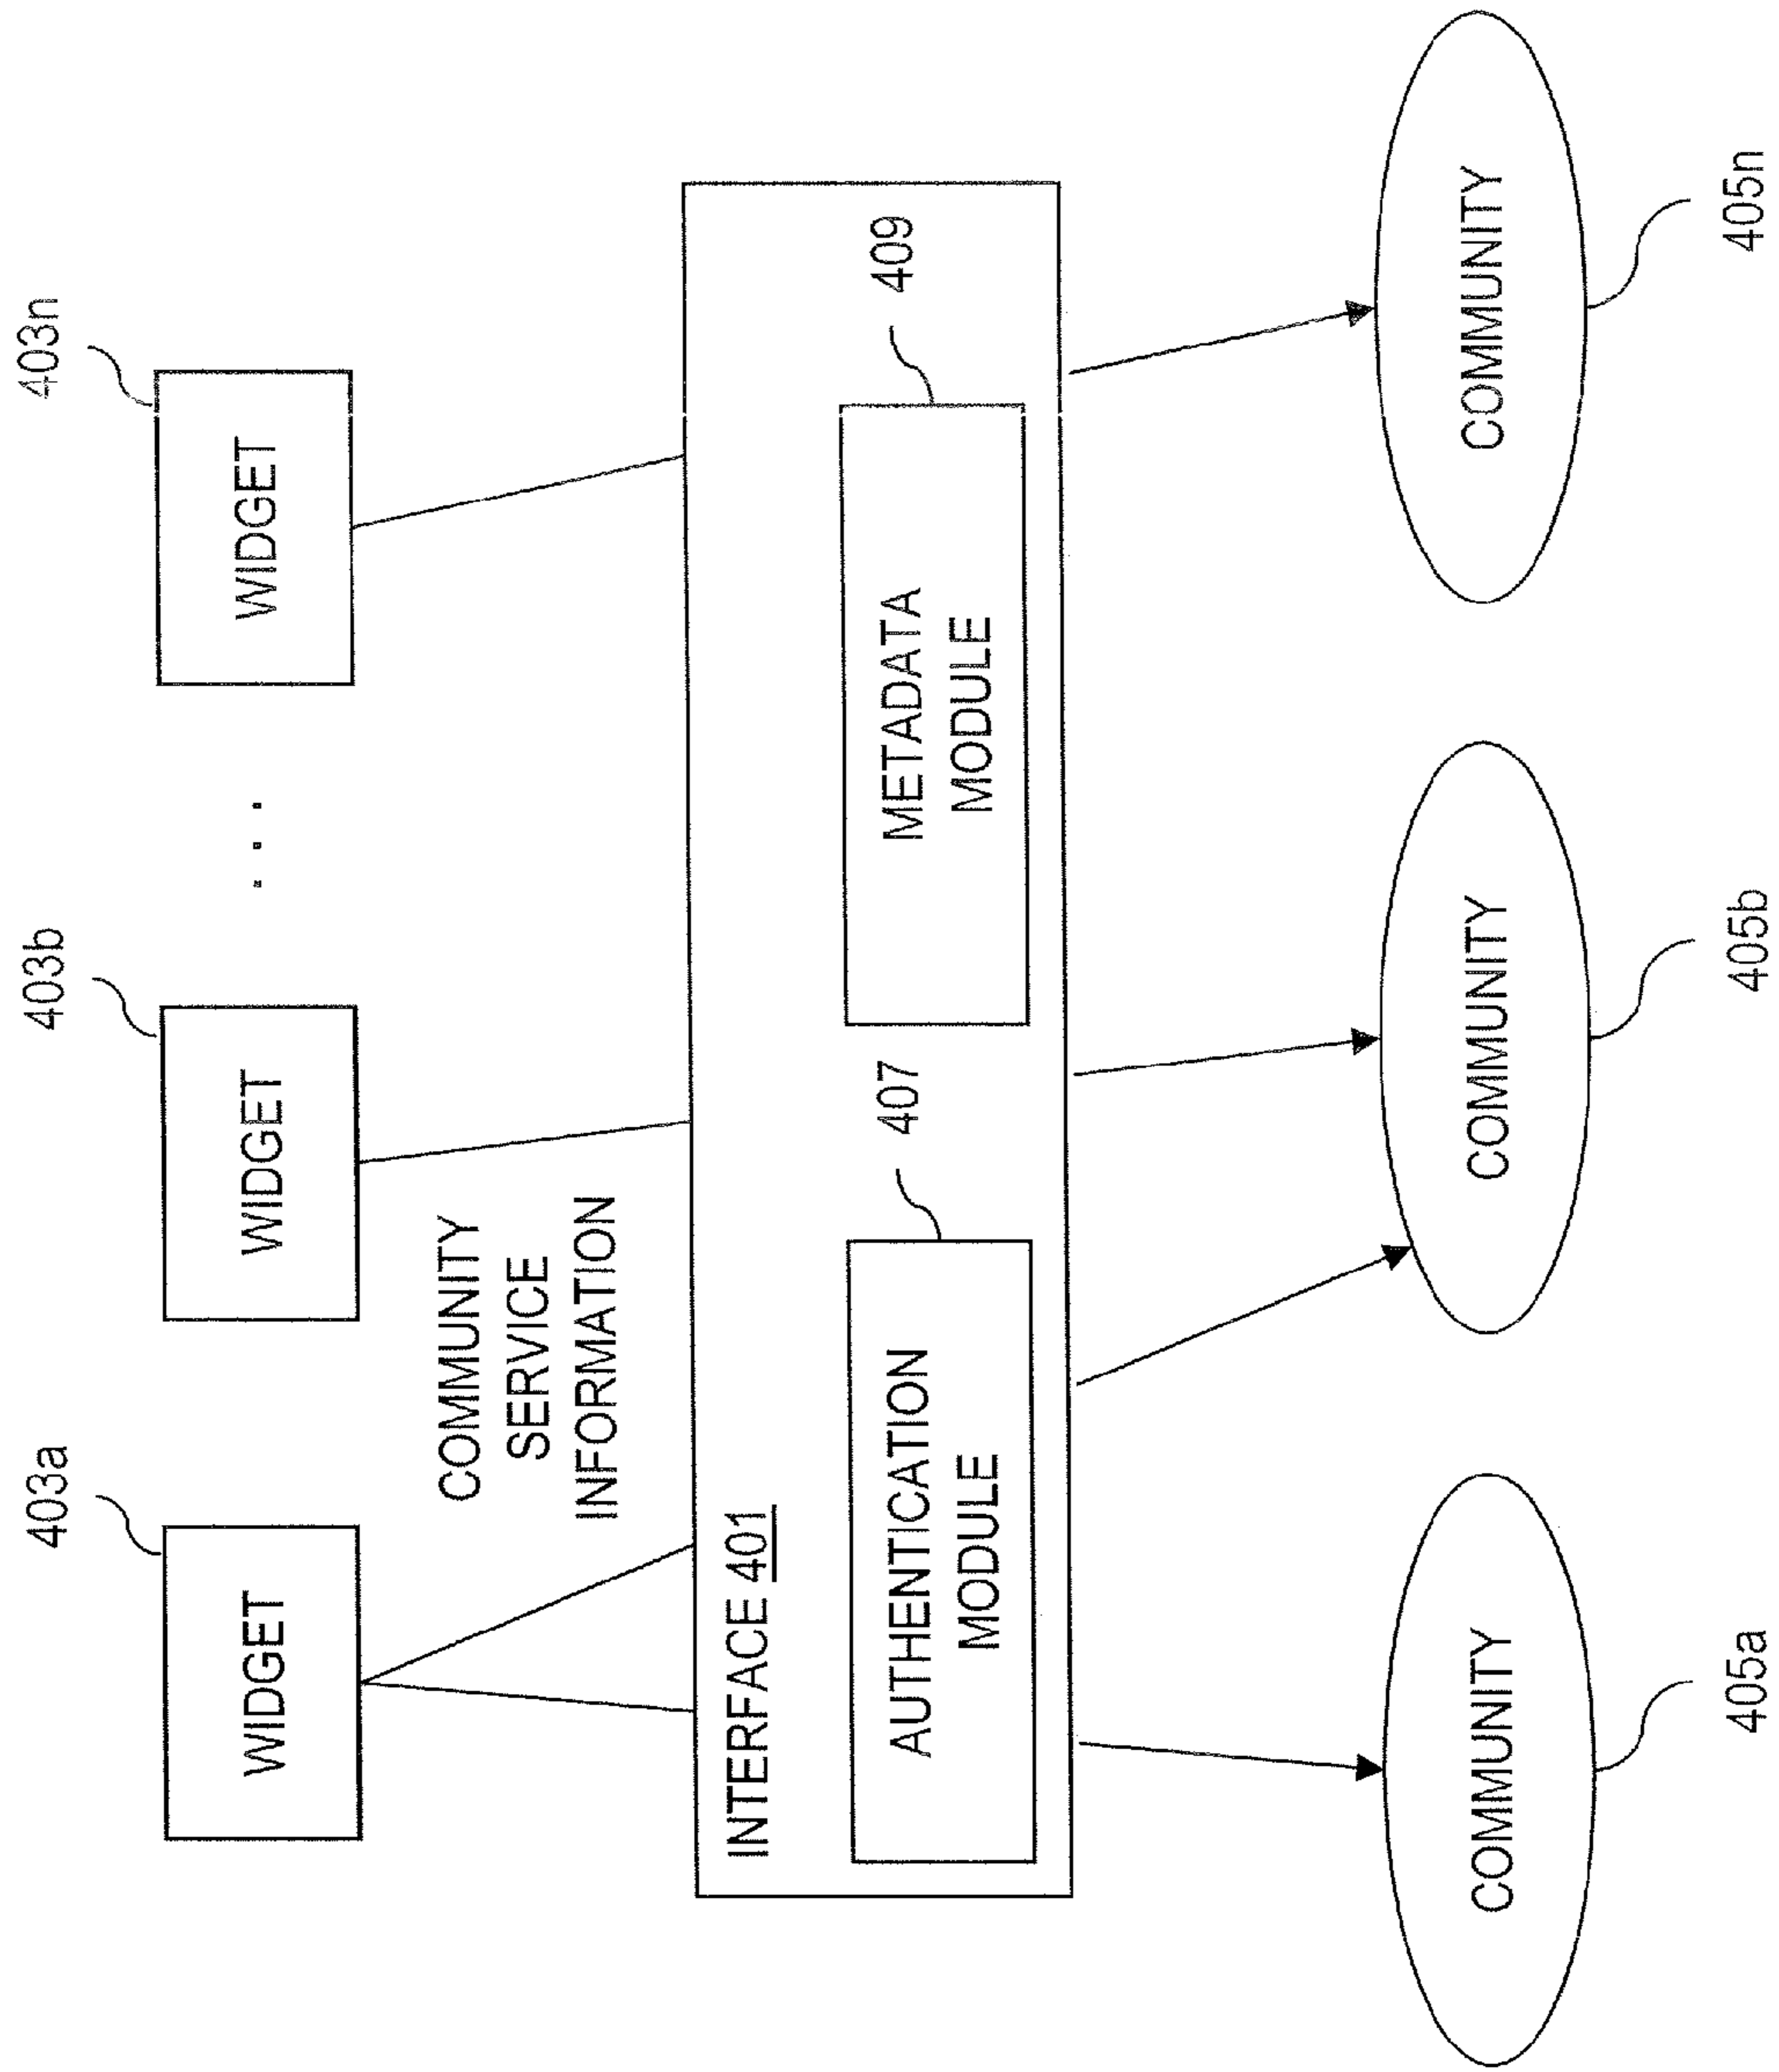 403a
403b
403n
WIDGET
WIDGET
. . .
WIDGET
COMMUNITY
SERVICE
INFORMATION
INTERFACE 401
407
409
AUTHENTICATION
MODULE
METADATA
MODULE
COMMUNITY
COMMUNITY
COMMUNITY
405a
405b
405n